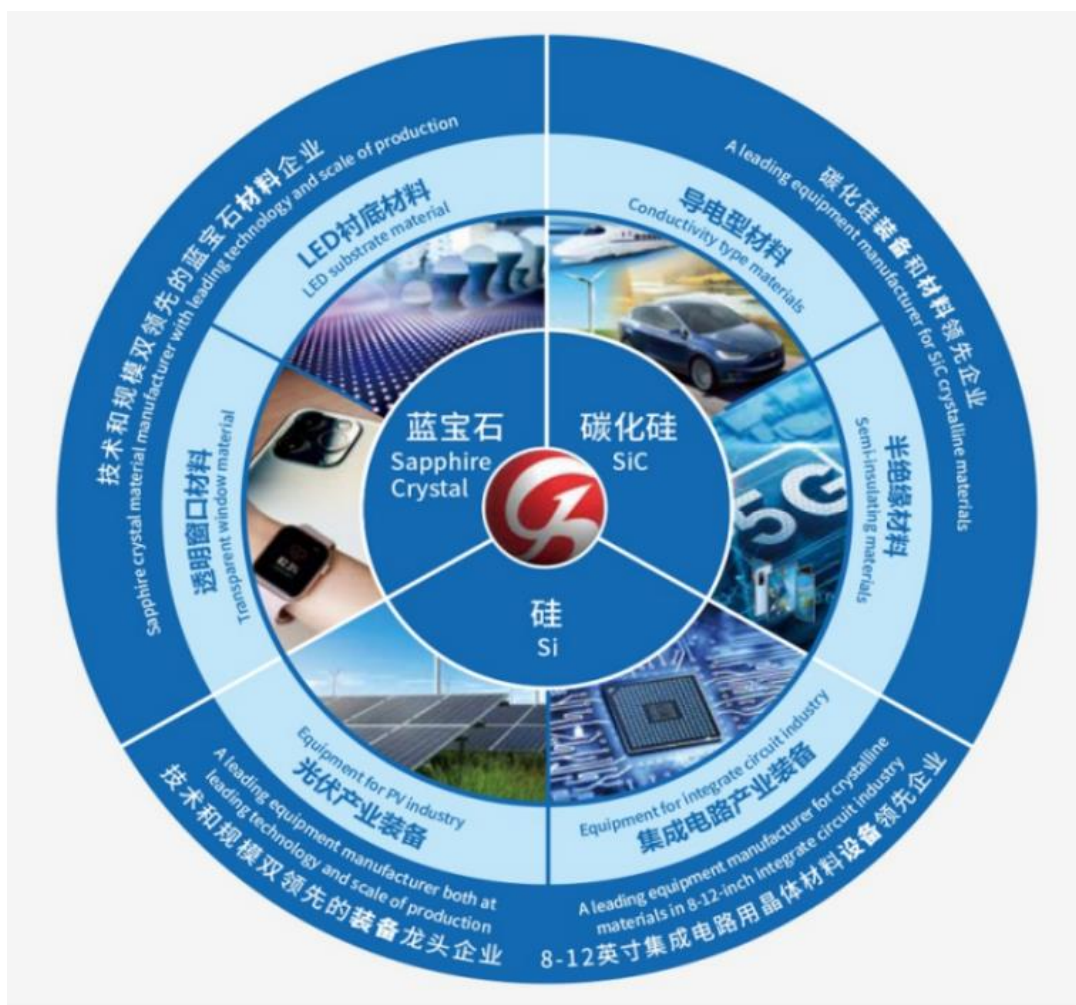 技术和规模双领先的蓝宝石材料企业
Sapphire crystal material manufacturer with leading technology and scale of production
LED衬底材料
LED substrate material
透明窗口材料
Transparent window material
蓝宝石
Sapphire
Crystal
碳化硅装备和材料领先企业
A leading equipment manufacturer for SiC crystalline materials
导电型材料
Conductivity type materials
半绝缘材料
Semi-insulating materials
5G
碳化硅
SiC
硅
Si
Equipment for PV industry
光伏产业装备
A leading equipment manufacturer both at
leading technology and scale of production
技术和规模双领先的装备龙头企业
Equipment for integrate circuit industry
集成电路产业装备
A leading equipment manufacturer for crystalline
materials in 8-12-inch integrate circuit industry
8-12英寸集成电路用晶体材料设备领先企业